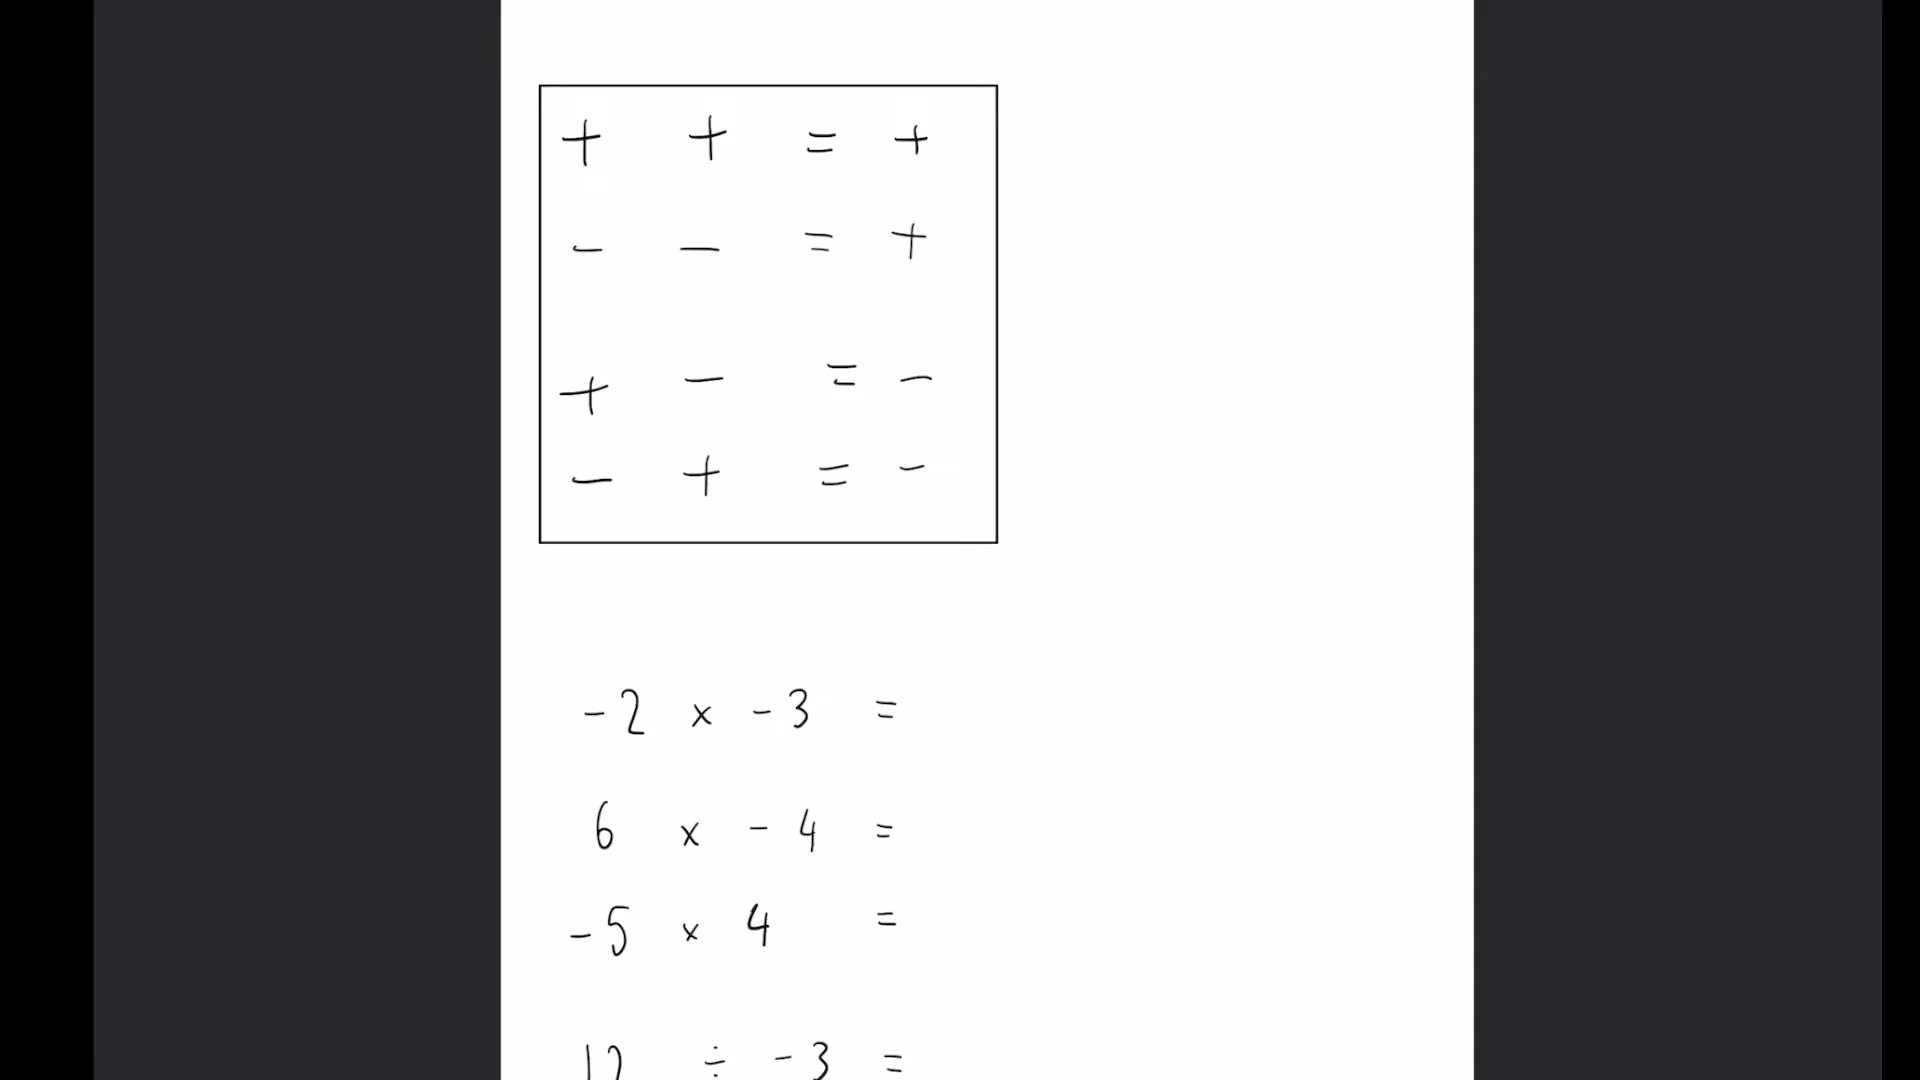 + + = +
- - = +
+ - = -
- + = -
-2 x -3 =
6 x -4 =
-5 x 4 =
12 ÷ -3 =